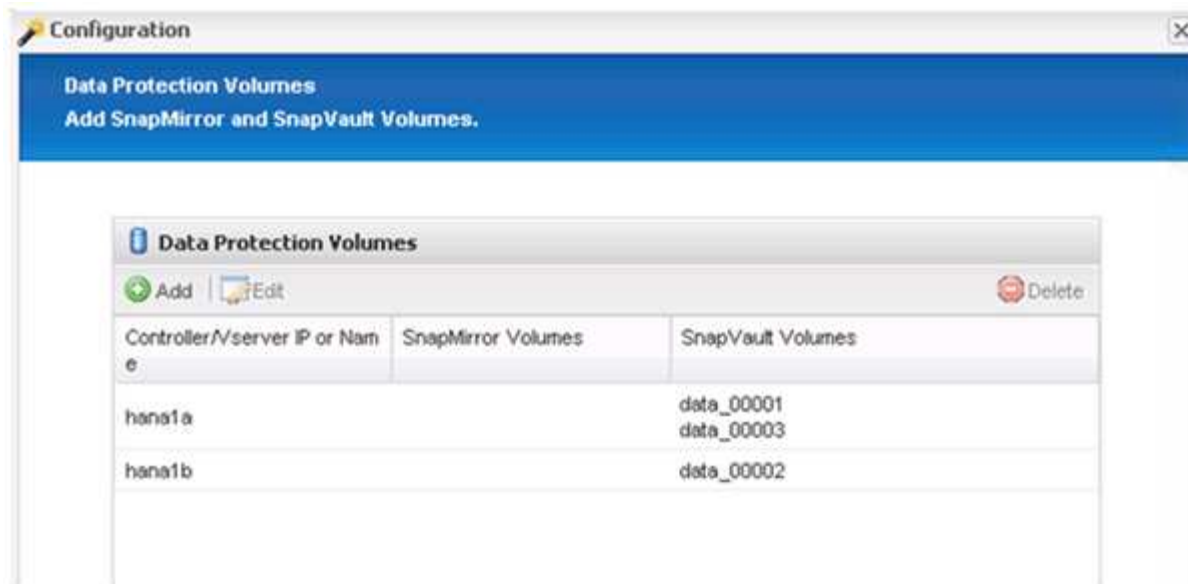 Configuration
Data Protection Volumes
Add SnapMirror and SnapVault Volumes.
Data Protection Volumes
Add Edit Delete
Controller/Vserver IP or Nam SnapMirror Volumes SnapVault Volumes
e
hana1a data_00001
data_00003
hana1b data_00002